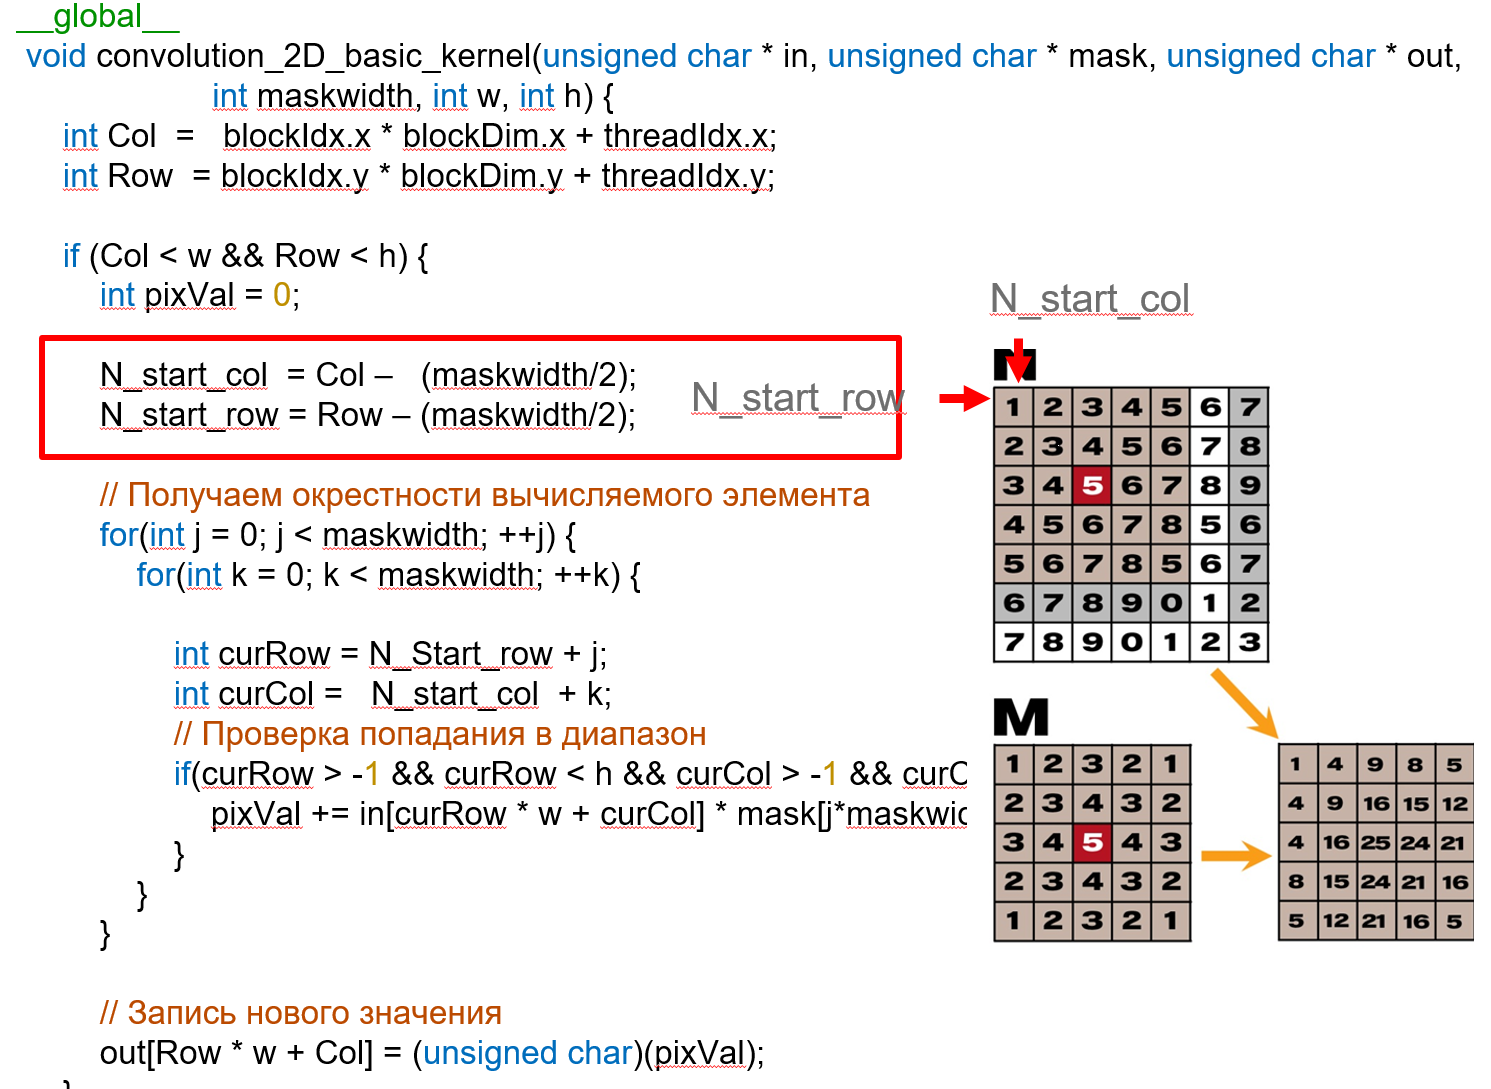 __global__
void convolution_2D_basic_kernel(unsigned char * in, unsigned char * mask, unsigned char * out,
int maskwidth, int w, int h) {
int Col = blockIdx.x * blockDim.x + threadIdx.x;
int Row = blockIdx.y * blockDim.y + threadIdx.y;
if (Col < w && Row < h) {
int pixVal = 0;
N_start_col = Col – (maskwidth/2);
N_start_row = Row – (maskwidth/2);
// Получаем окрестности вычисляемого элемента
for(int j = 0; j < maskwidth; ++j) {
for(int k = 0; k < maskwidth; ++k) {
int curRow = N_Start_row + j;
int curCol = N_start_col + k;
// Проверка попадания в диапазон
if(curRow > -1 && curRow < h && curCol > -1 && curC
pixVal += in[curRow * w + curCol] * mask[j*maskwid
}
}
}
// Запись нового значения
out[Row * w + Col] = (unsigned char)(pixVal);
N_start_col
N_start_row
N
1 2 3 4 5 6 7
2 3 4 5 6 7 8
3 4 5 6 7 8 9
4 5 6 7 8 5 6
5 6 7 8 5 6 7
6 7 8 9 0 1 2
7 8 9 0 1 2 3
M
1 2 3 2 1
2 3 4 3 2
3 4 5 4 3
2 3 4 3 2
1 2 3 2 1
1 4 9 8 5
4 9 16 15 12
4 16 25 24 21
8 15 24 21 16
5 12 21 16 5